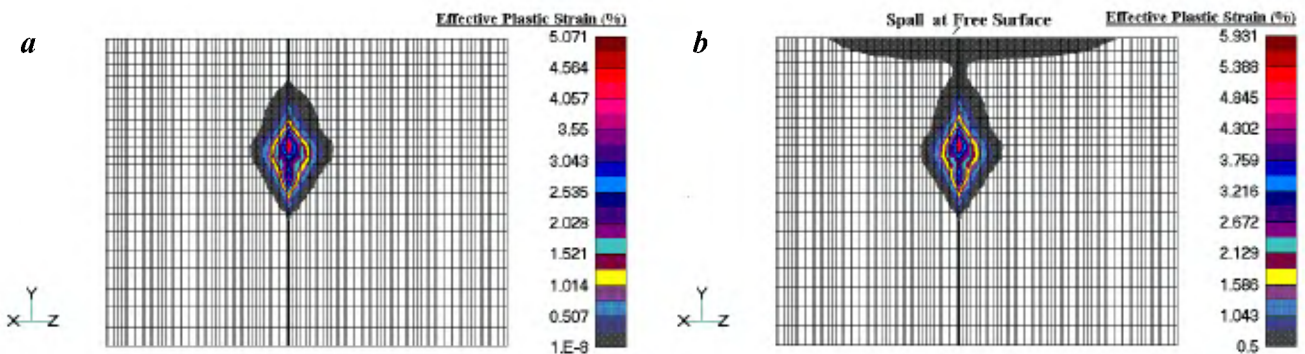 a
Effective Plastic Strain (%)
5.071
4.564
4.057
3.55
3.043
2.535
2.028
1.521
1.014
0.507
1.E-8
Y
X
Z
b
Spall at Free Surface
Effective Plastic Strain (%)
5.931
5.388
4.845
4.302
3.759
3.216
2.672
2.129
1.586
1.043
0.5
Y
X
Z